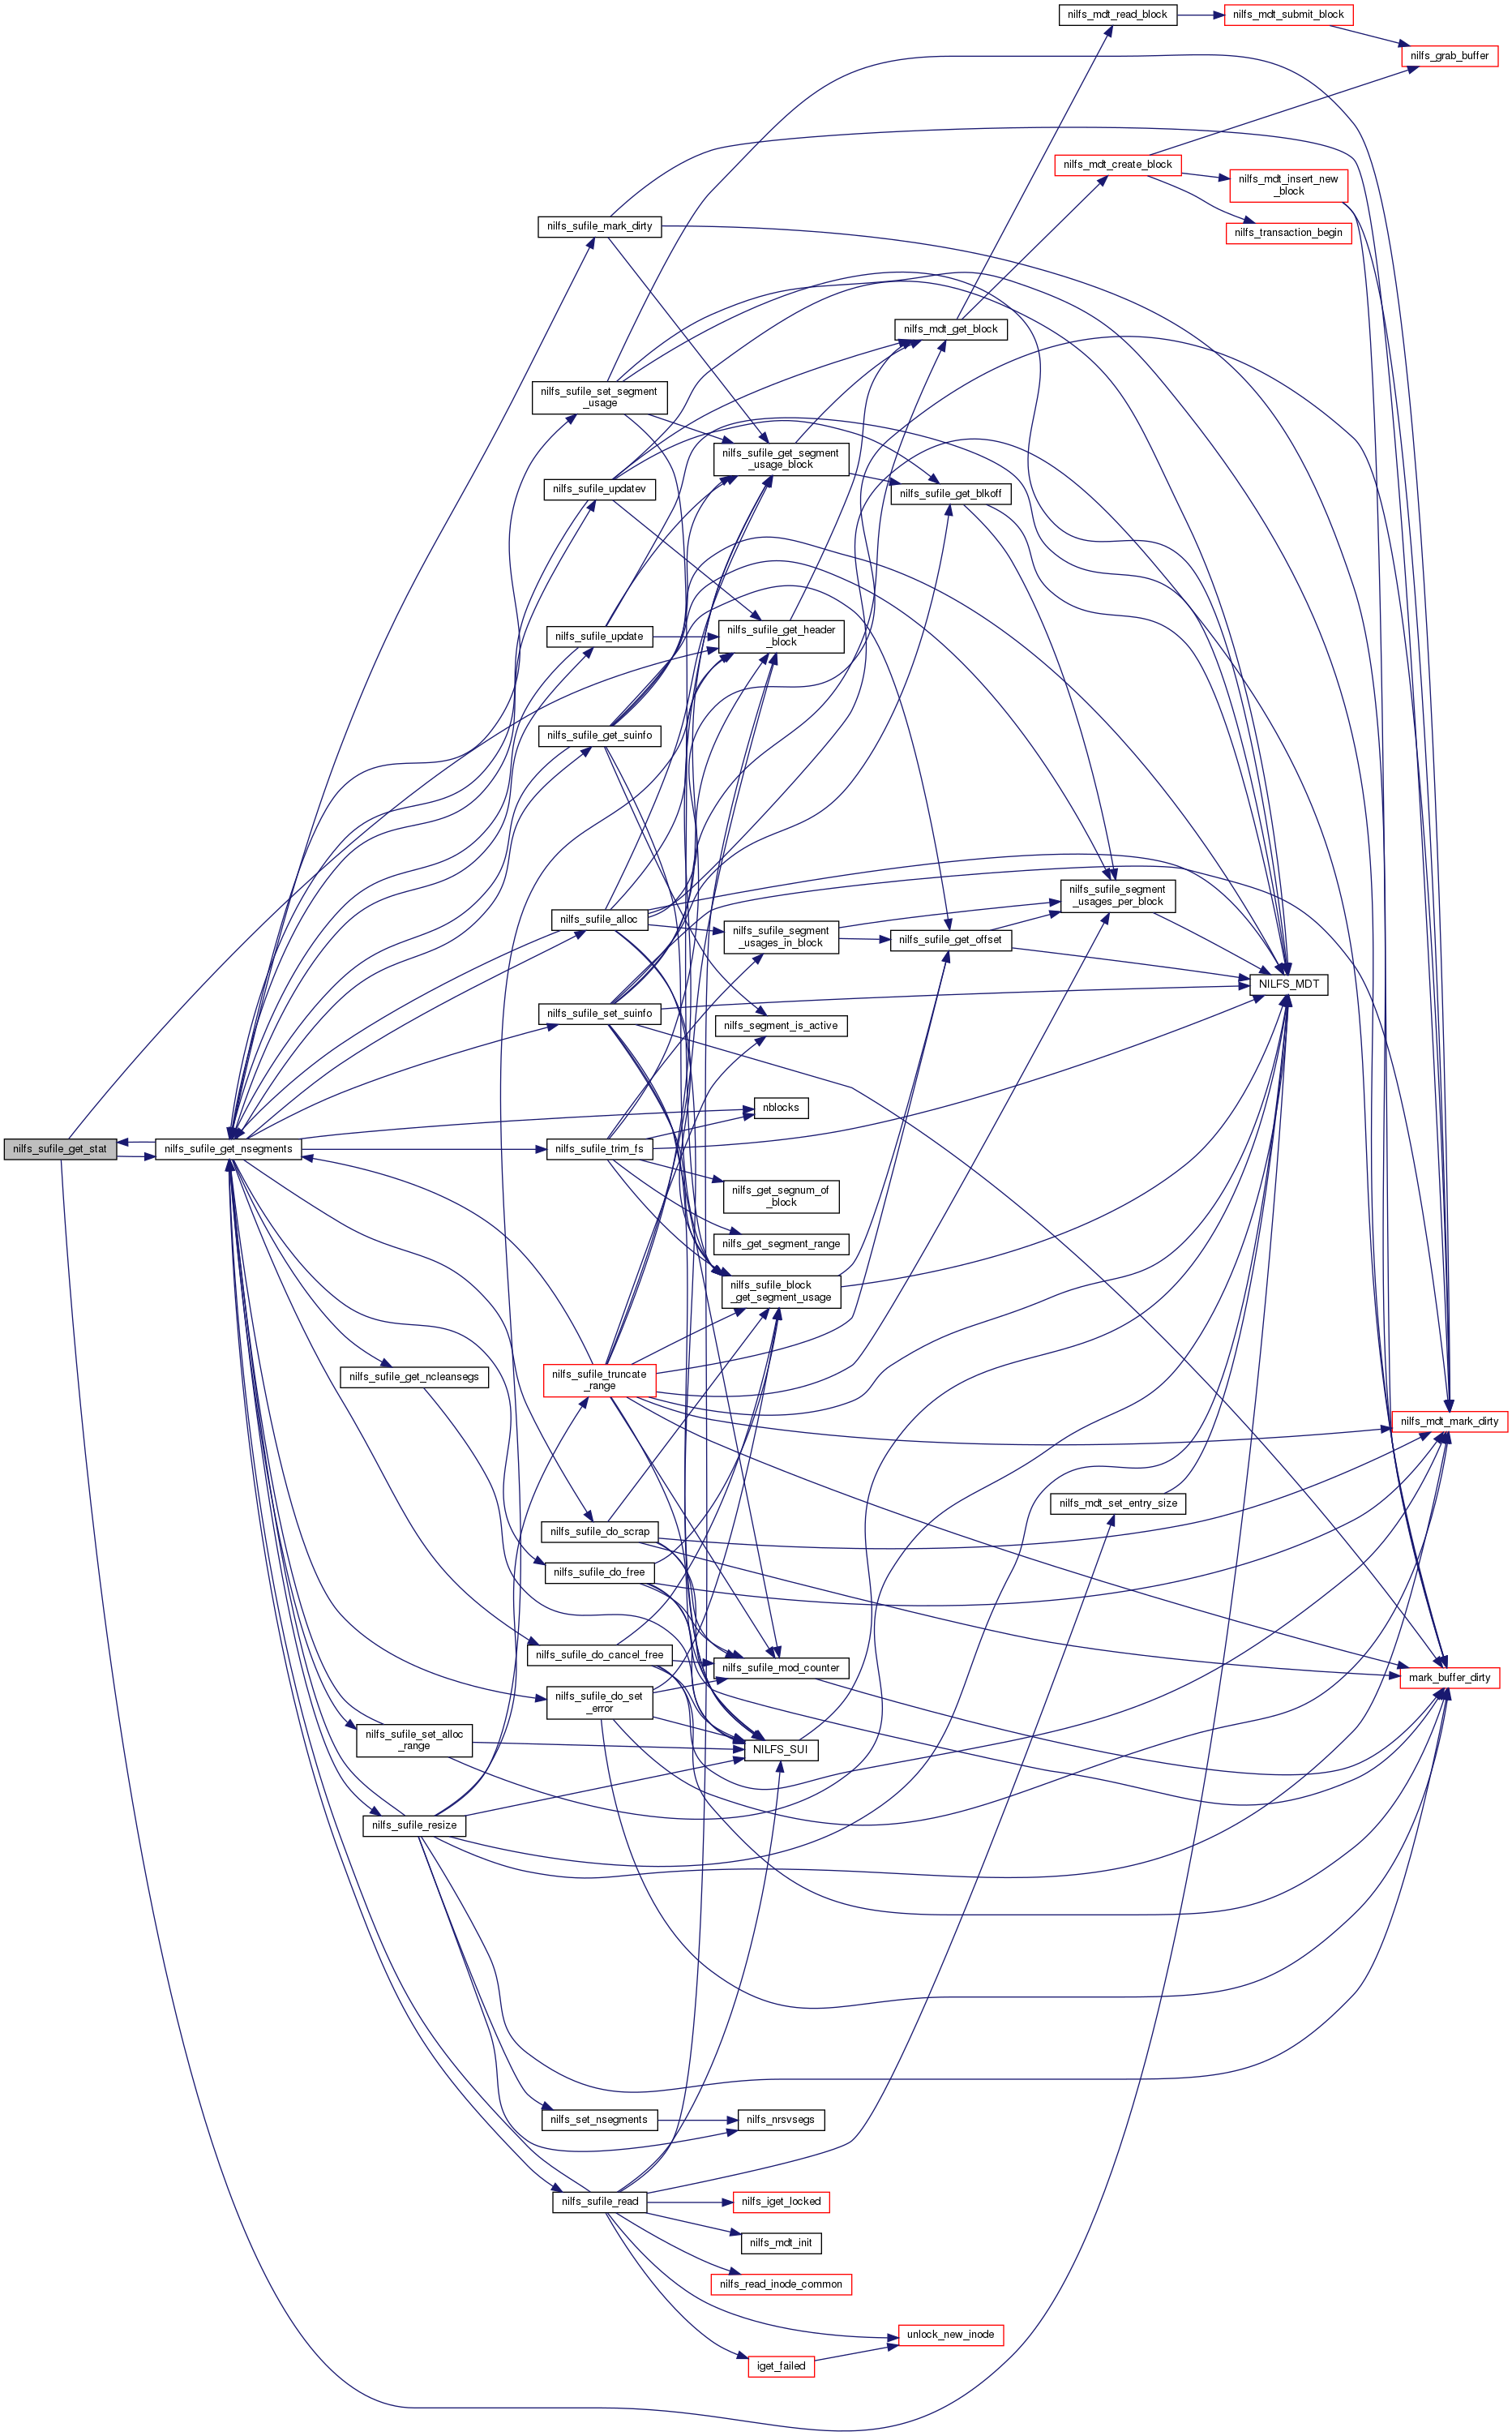 nilfs_mdt_read_block
nilfs_mdt_submit_block
nilfs_grab_buffer
nilfs_mdt_create_block
nilfs_mdt_insert_new
_block
nilfs_transaction_begin
nilfs_sufile_mark_dirty
nilfs_mdt_get_block
nilfs_sufile_set_segment
_usage
nilfs_sufile_get_segment
_usage_block
nilfs_sufile_updatev
nilfs_sufile_get_blkoff
nilfs_sufile_update
nilfs_sufile_get_header
_block
nilfs_sufile_get_suinfo
nilfs_sufile_segment
_usages_per_block
nilfs_sufile_alloc
nilfs_sufile_segment
_usages_in_block
nilfs_sufile_get_offset
NILFS_MDT
nilfs_sufile_set_suinfo
nilfs_segment_is_active
nblocks
nilfs_sufile_get_stat
nilfs_sufile_get_nsegments
nilfs_sufile_trim_fs
nilfs_get_segnum_of
_block
nilfs_get_segment_range
nilfs_sufile_block
_get_segment_usage
nilfs_sufile_get_ncleansegs
nilfs_sufile_truncate
_range
nilfs_mdt_mark_dirty
nilfs_mdt_set_entry_size
nilfs_sufile_do_scrap
nilfs_sufile_do_free
nilfs_sufile_do_cancel_free
nilfs_sufile_mod_counter
mark_buffer_dirty
nilfs_sufile_do_set
_error
nilfs_sufile_set_alloc
_range
NILFS_SUI
nilfs_sufile_resize
nilfs_set_nsegments
nilfs_nrsvsegs
nilfs_sufile_read
nilfs_iget_locked
nilfs_mdt_init
nilfs_read_inode_common
unlock_new_inode
iget_failed